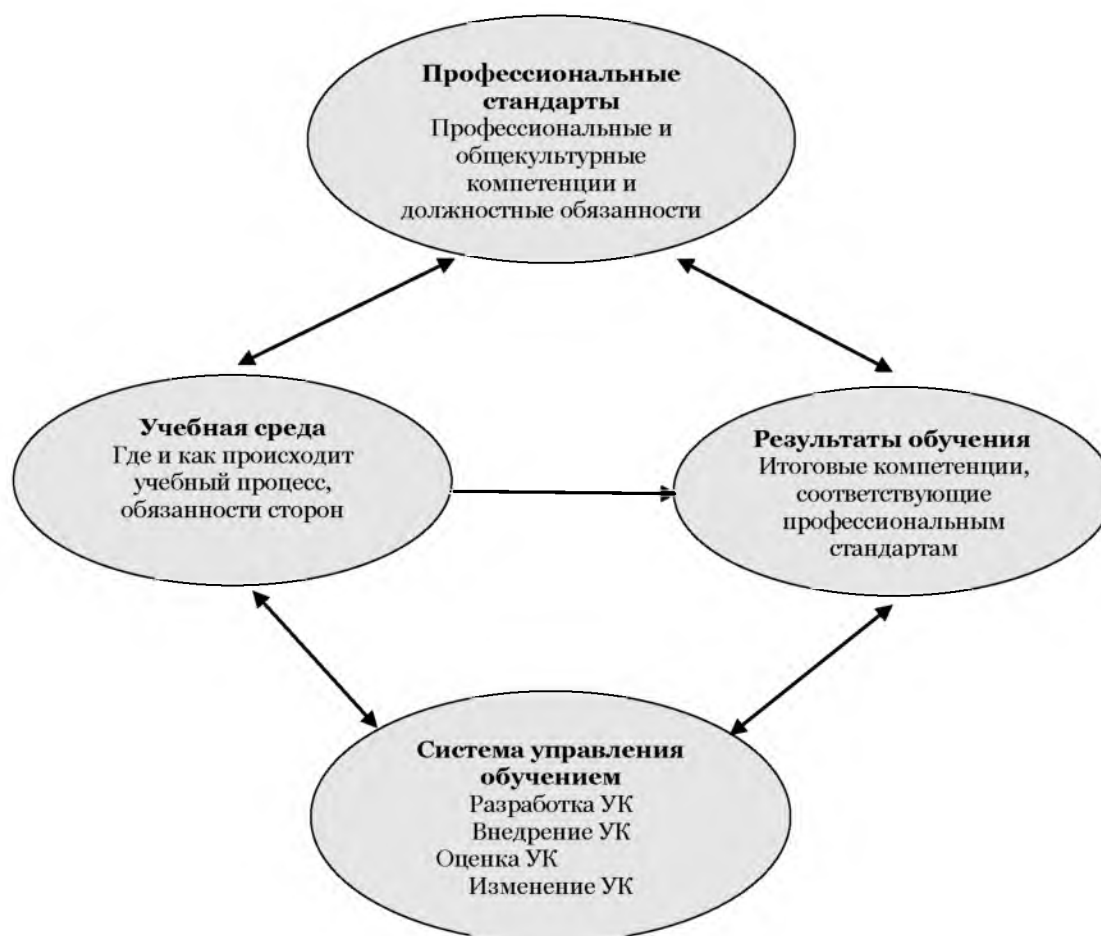 Профессиональные
стандарты
Профессиональные и
общекультурные
компетенции и
должностные обязанности
Учебная среда
Где и как происходит
учебный процесс,
обязанности сторон
Результаты обучения
Итоговые компетенции,
соответствующие
профессиональным
стандартам
Система управления
обучением
Разработка УК
Внедрение УК
Оценка УК
Изменение УК